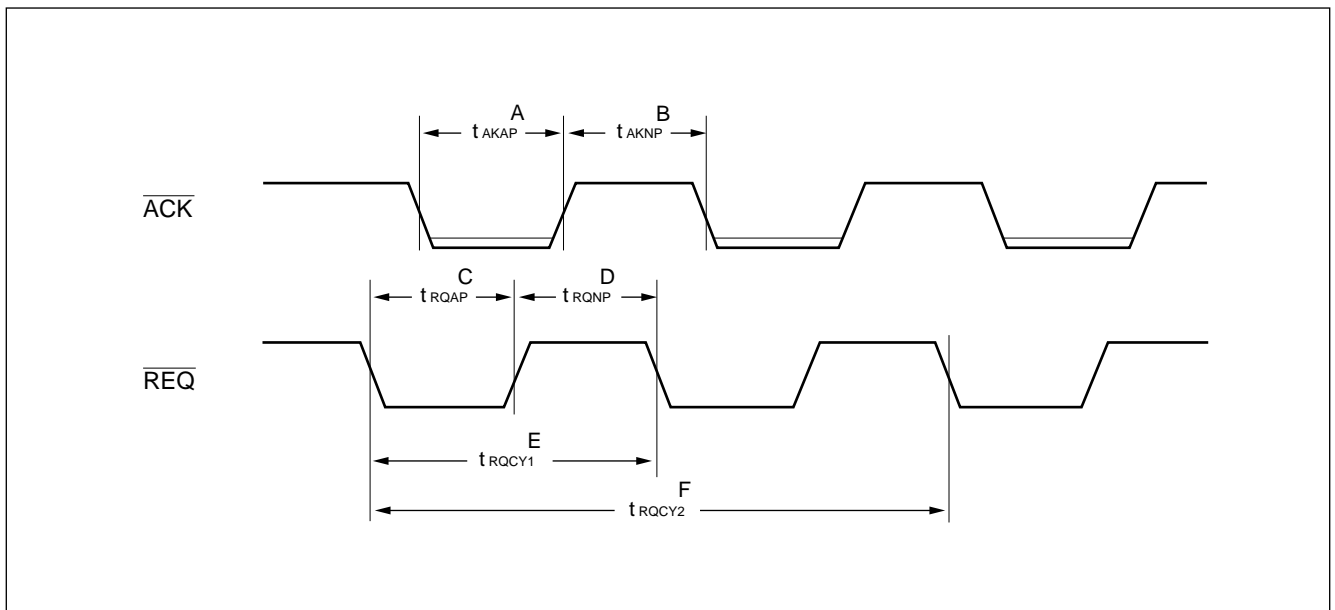 A B
t AKAP t AKNP
ACK
C D
t RQAP t RQNP
REQ
E
t RQCY1
F
t RQCY2